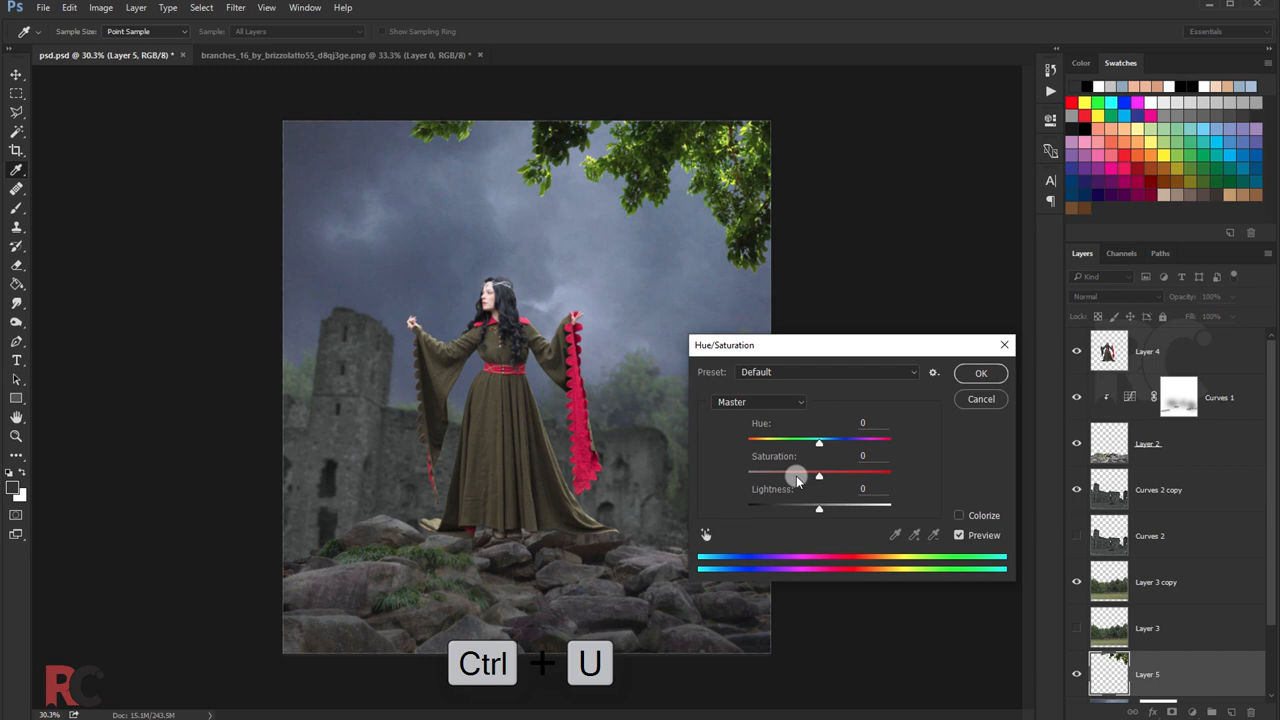 Ps File Edit Image Layer Type Select Filter View Window Help
Sample Size: Point Sample Sample: All Layers Show Sampling Ring Essentials
psd.psd @ 30.3% (Layer 5, RGB/8) * × branches_16_by_brizzolatto55_d8qj3ge.png @ 33.3% (Layer 0, RGB/8) * ×
Color Swatches
Layers Channels Paths
Kind
Normal Opacity: 100%
Lock: Fill: 100%
Layer 4
Curves 1
Layer 2
Curves 2 copy
Curves 2
Layer 3 copy
Layer 3
Layer 5
Hue/Saturation
Preset: Default OK
Master Cancel
Hue: 0
Saturation: 0
Lightness: 0
Colorize
Preview
Ctrl + U
RC
30.3% Doc: 15.1M/243.5M